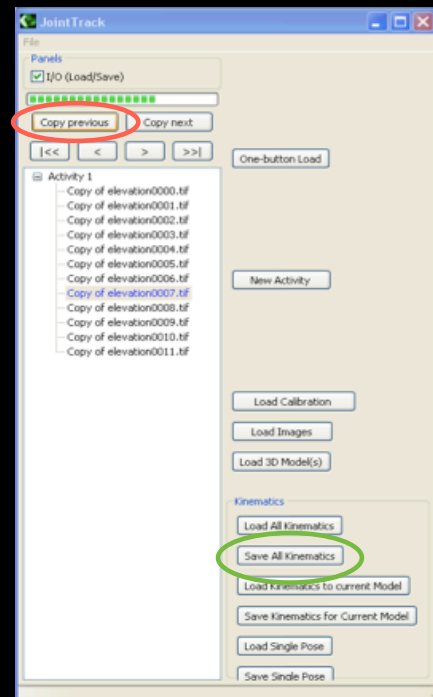 JointTrack
File
Panels
I/O (Load/Save)
Copy previous
Copy next
|<<
<
>
>>|
One-button Load
Activity 1
Copy of elevation0000.tif
Copy of elevation0001.tif
Copy of elevation0002.tif
Copy of elevation0003.tif
Copy of elevation0004.tif
Copy of elevation0005.tif
Copy of elevation0006.tif
Copy of elevation0007.tif
Copy of elevation0008.tif
Copy of elevation0009.tif
Copy of elevation0010.tif
Copy of elevation0011.tif
New Activity
Load Calibration
Load Images
Load 3D Model(s)
Kinematics
Load All Kinematics
Save All Kinematics
Load Kinematics to current Model
Save Kinematics for Current Model
Load Single Pose
Save Single Pose